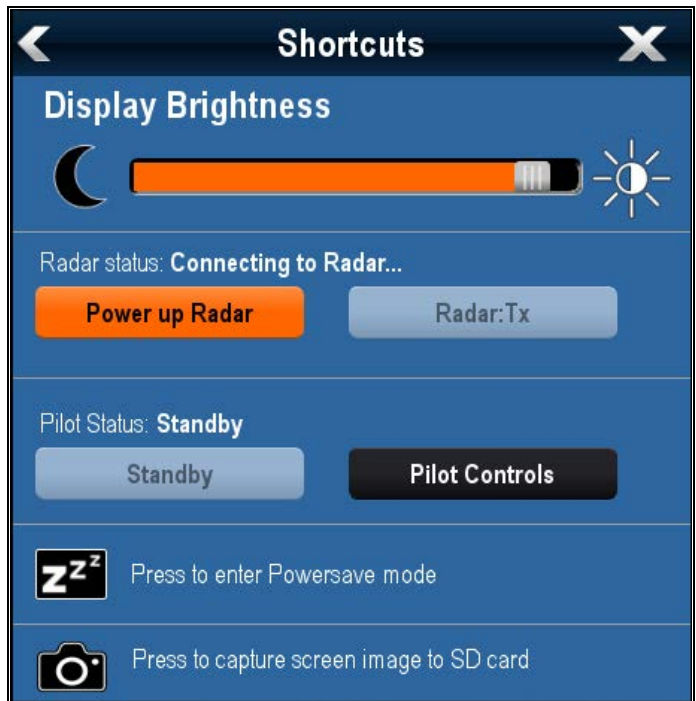 Shortcuts
Display Brightness
Radar status: Connecting to Radar...
Power up Radar
Radar:Tx
Pilot Status: Standby
Standby
Pilot Controls
zzz
Press to enter Powersave mode
Press to capture screen image to SD card